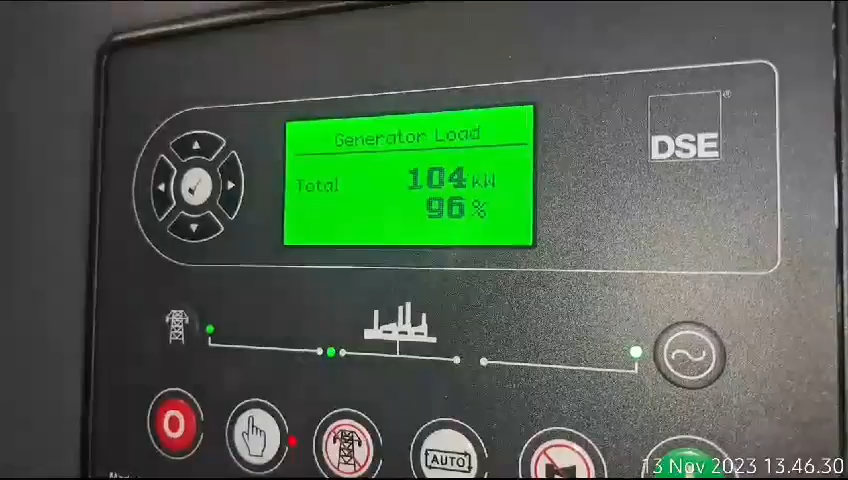 Generator Load
Total 104 kW
96 %
DSE®
AUTO
13 Nov 2023 13.46.30